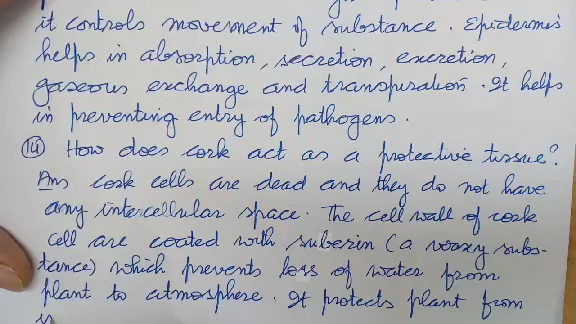 it controls movement of substance. Epidermis
helps in absorption, secretion, excretion,
gaseous exchange and transpiration. It helps
in preventing entry of pathogens.
14 How does cork act as a protective tissue?
Ans Cork cells are dead and they do not have
any intercellular space. The cell wall of cork
cell are coated with suberin (a waxy subs-
tance) which prevents loss of water from
plant to atmosphere. It protects plant from